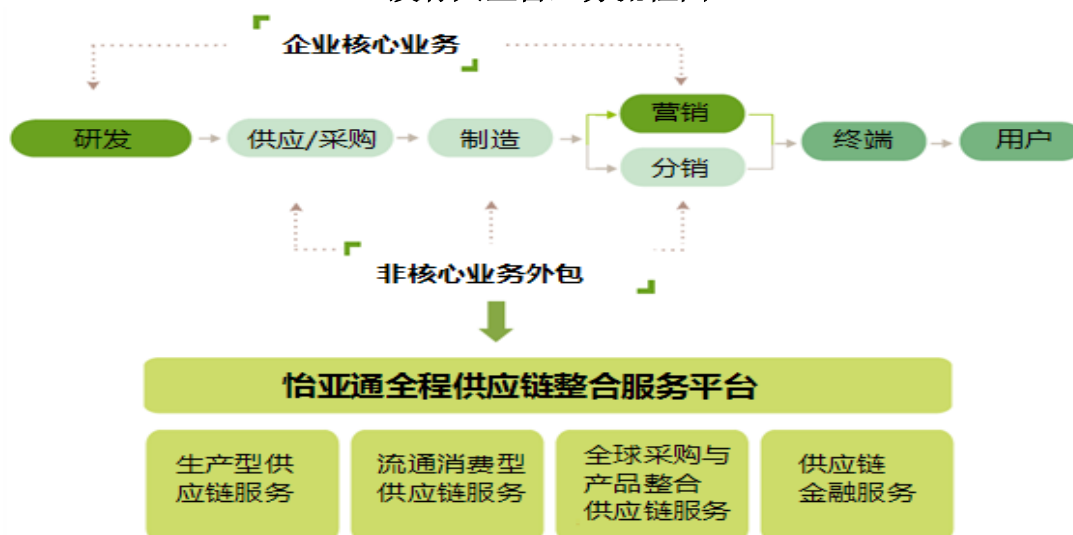 企业核心业务
研发
供应/采购
制造
营销
分销
终端
用户
非核心业务外包
怡亚通全程供应链整合服务平台
生产型供
应链服务
流通消费型
供应链服务
全球采购与
产品整合
供应链服务
供应链
金融服务